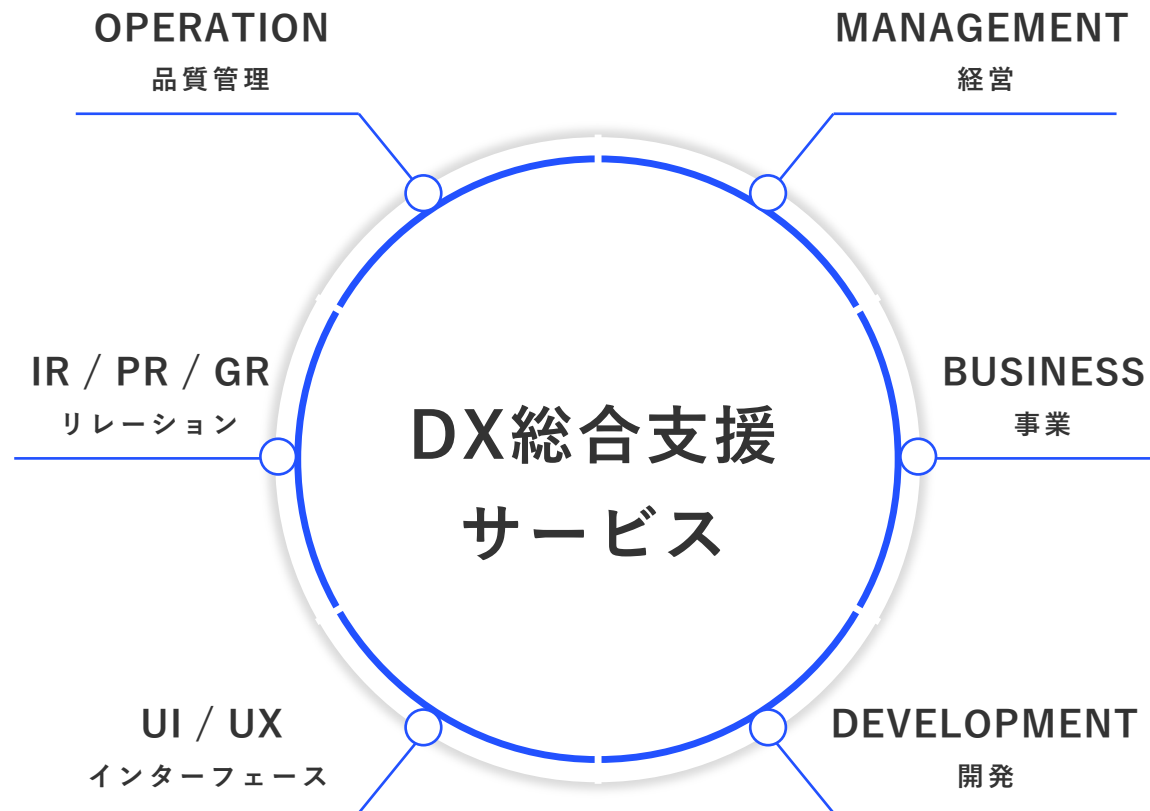 OPERATION
品質管理
MANAGEMENT
経営
IR / PR / GR
リレーション
DX総合支援
サービス
BUSINESS
事業
UI / UX
インターフェース
DEVELOPMENT
開発